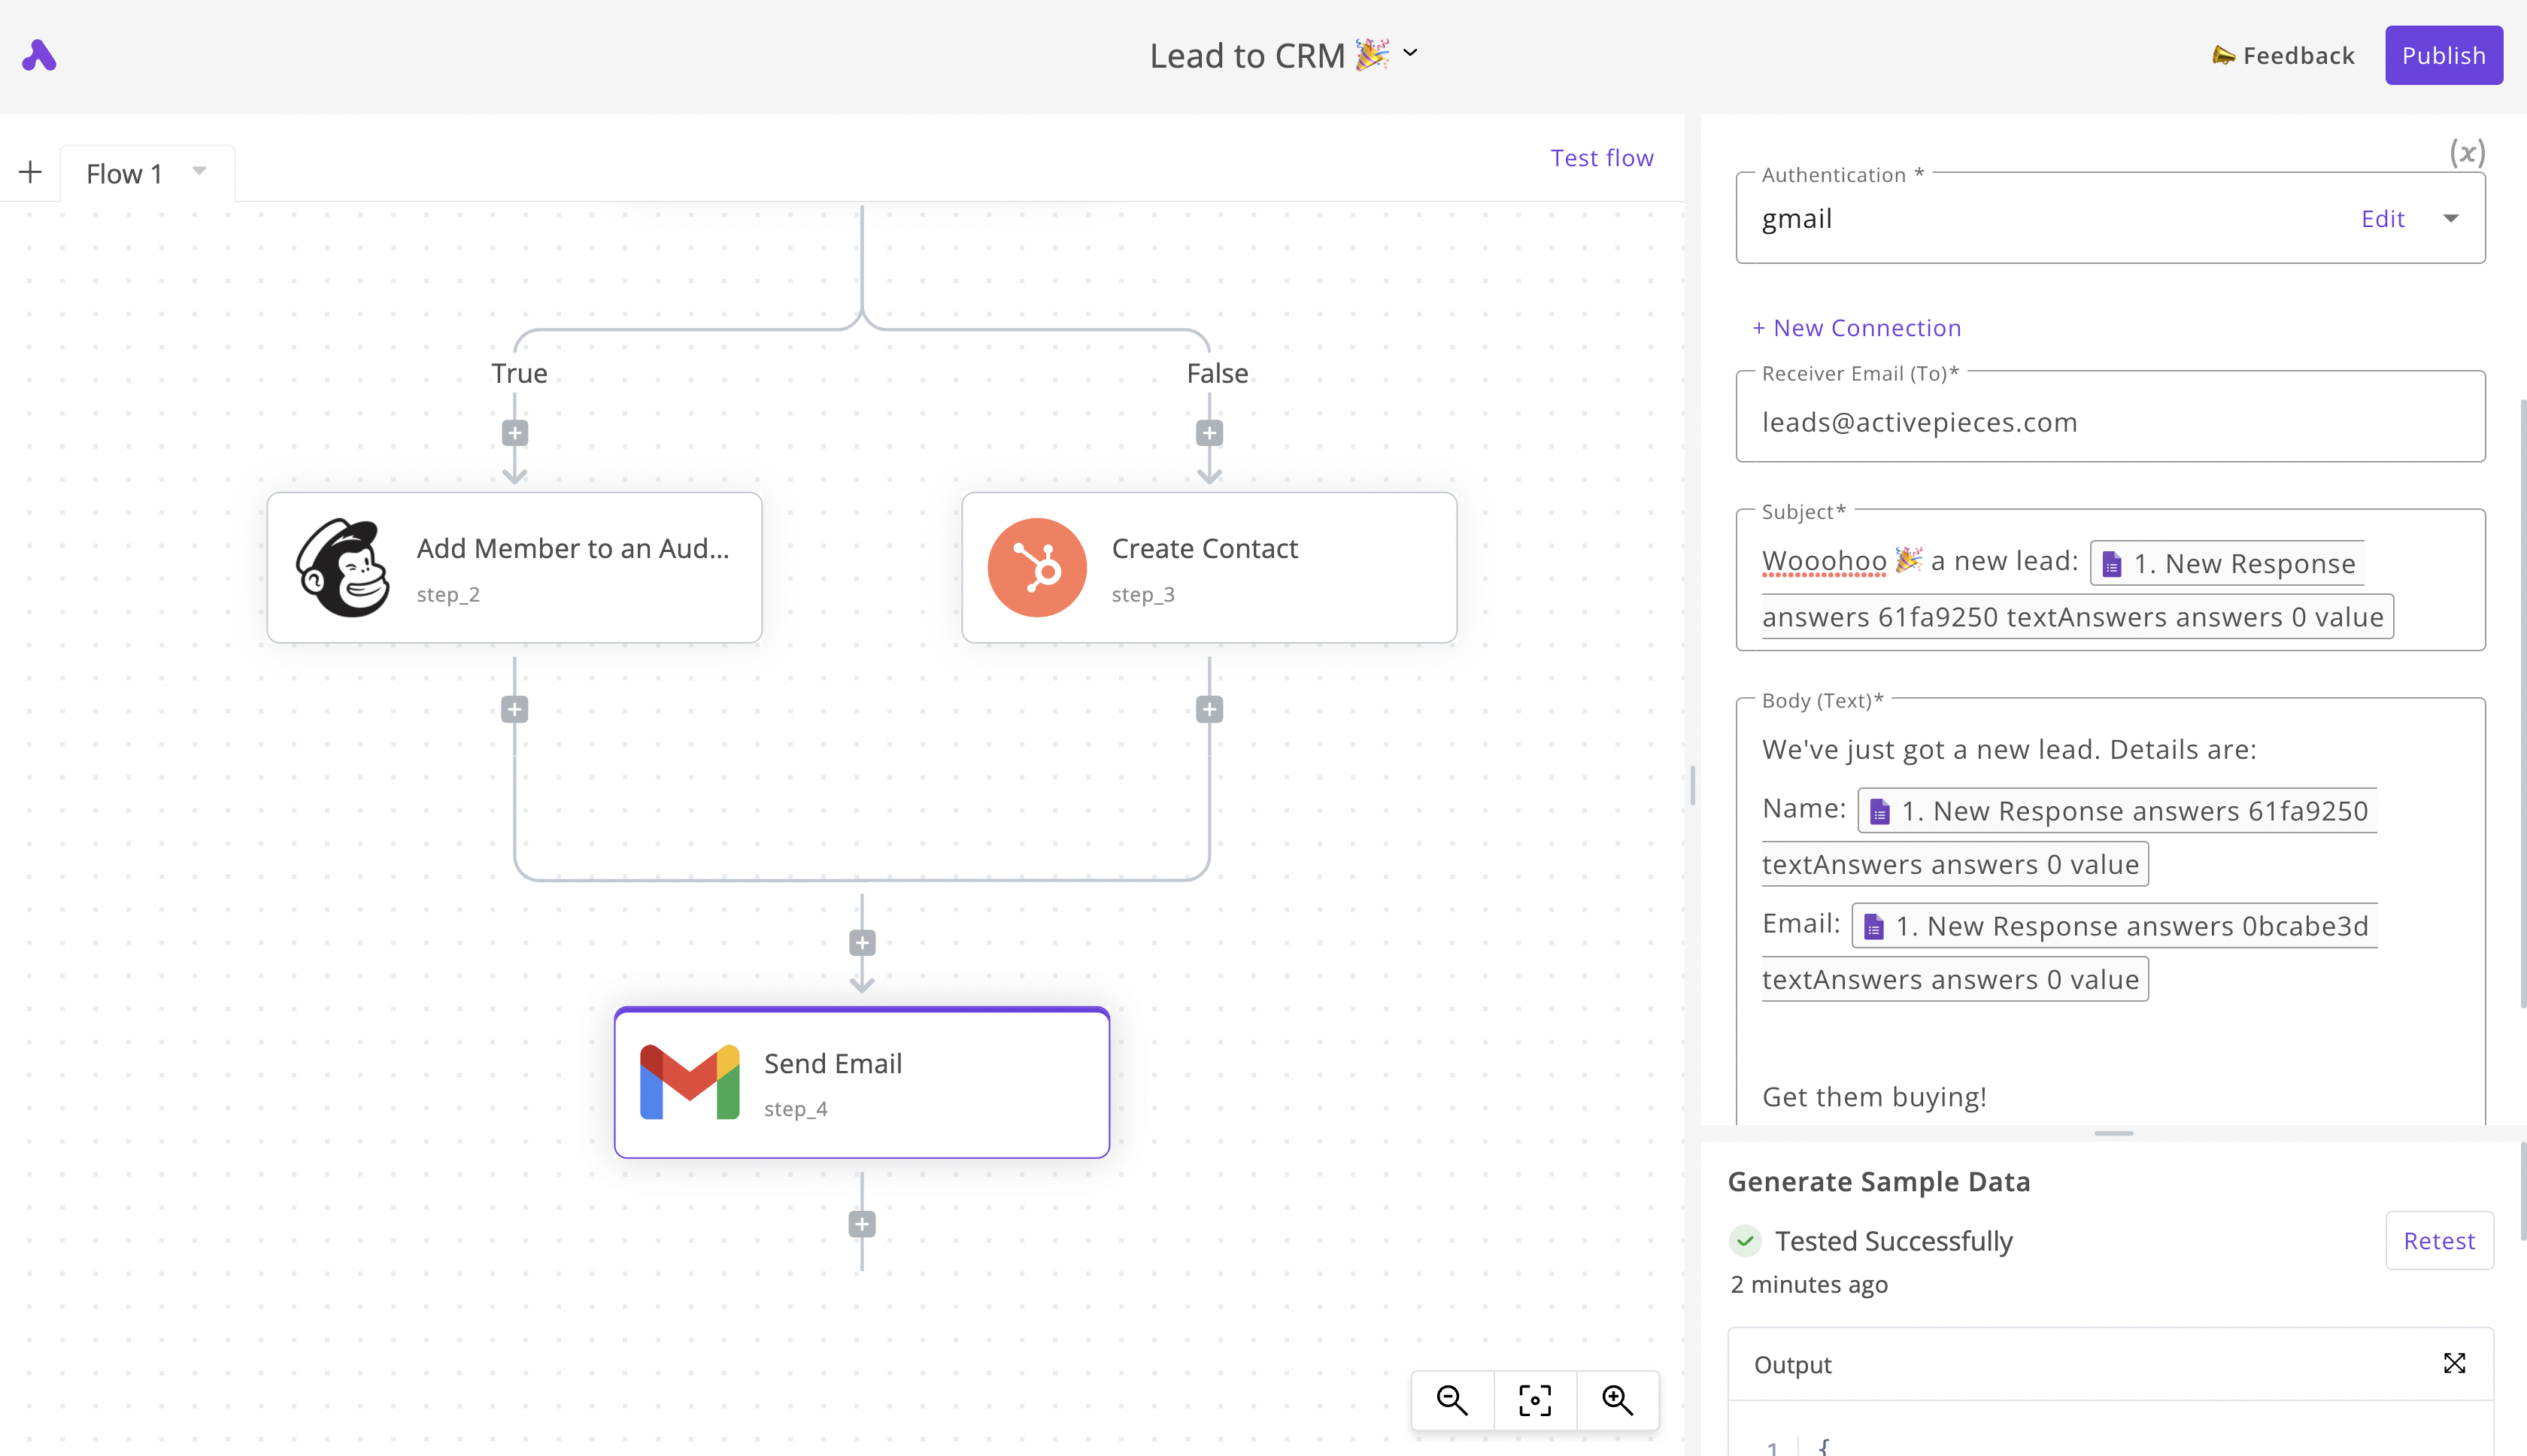 Lead to CRM 🎉
Feedback
Publish
Flow 1
Test flow
True
False
Add Member to an Aud...
step_2
Create Contact
step_3
Send Email
step_4
(x)
Authentication *
gmail
Edit
+ New Connection
Receiver Email (To)*
leads@activepieces.com
Subject*
Wooohoo 🎉 a new lead: 1. New Response
answers 61fa9250 textAnswers answers 0 value
Body (Text)*
We've just got a new lead. Details are:
Name: 1. New Response answers 61fa9250
textAnswers answers 0 value
Email: 1. New Response answers 0bcabe3d
textAnswers answers 0 value
Get them buying!
Generate Sample Data
Tested Successfully
Retest
2 minutes ago
Output
1 {